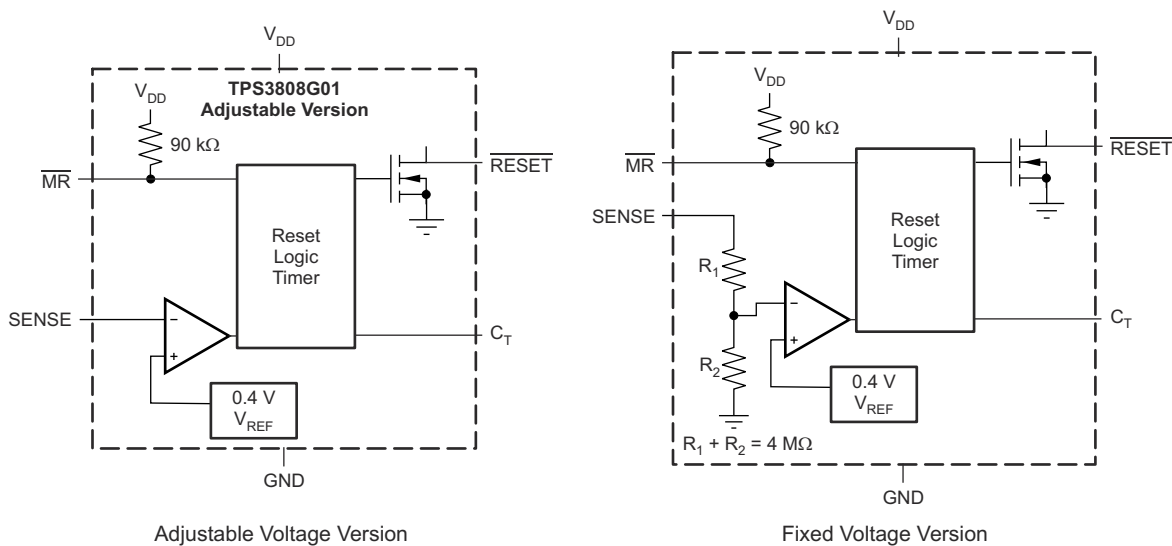 V_DD
TPS3808G01
Adjustable Version
V_DD
90 kΩ
RESET
MR
Reset
Logic
Timer
SENSE
−
+
C_T
0.4 V
V_REF
GND
Adjustable Voltage Version
V_DD
V_DD
90 kΩ
RESET
MR
SENSE
Reset
Logic
Timer
R_1
−
+
C_T
R_2
0.4 V
V_REF
R_1 + R_2 = 4 MΩ
GND
Fixed Voltage Version